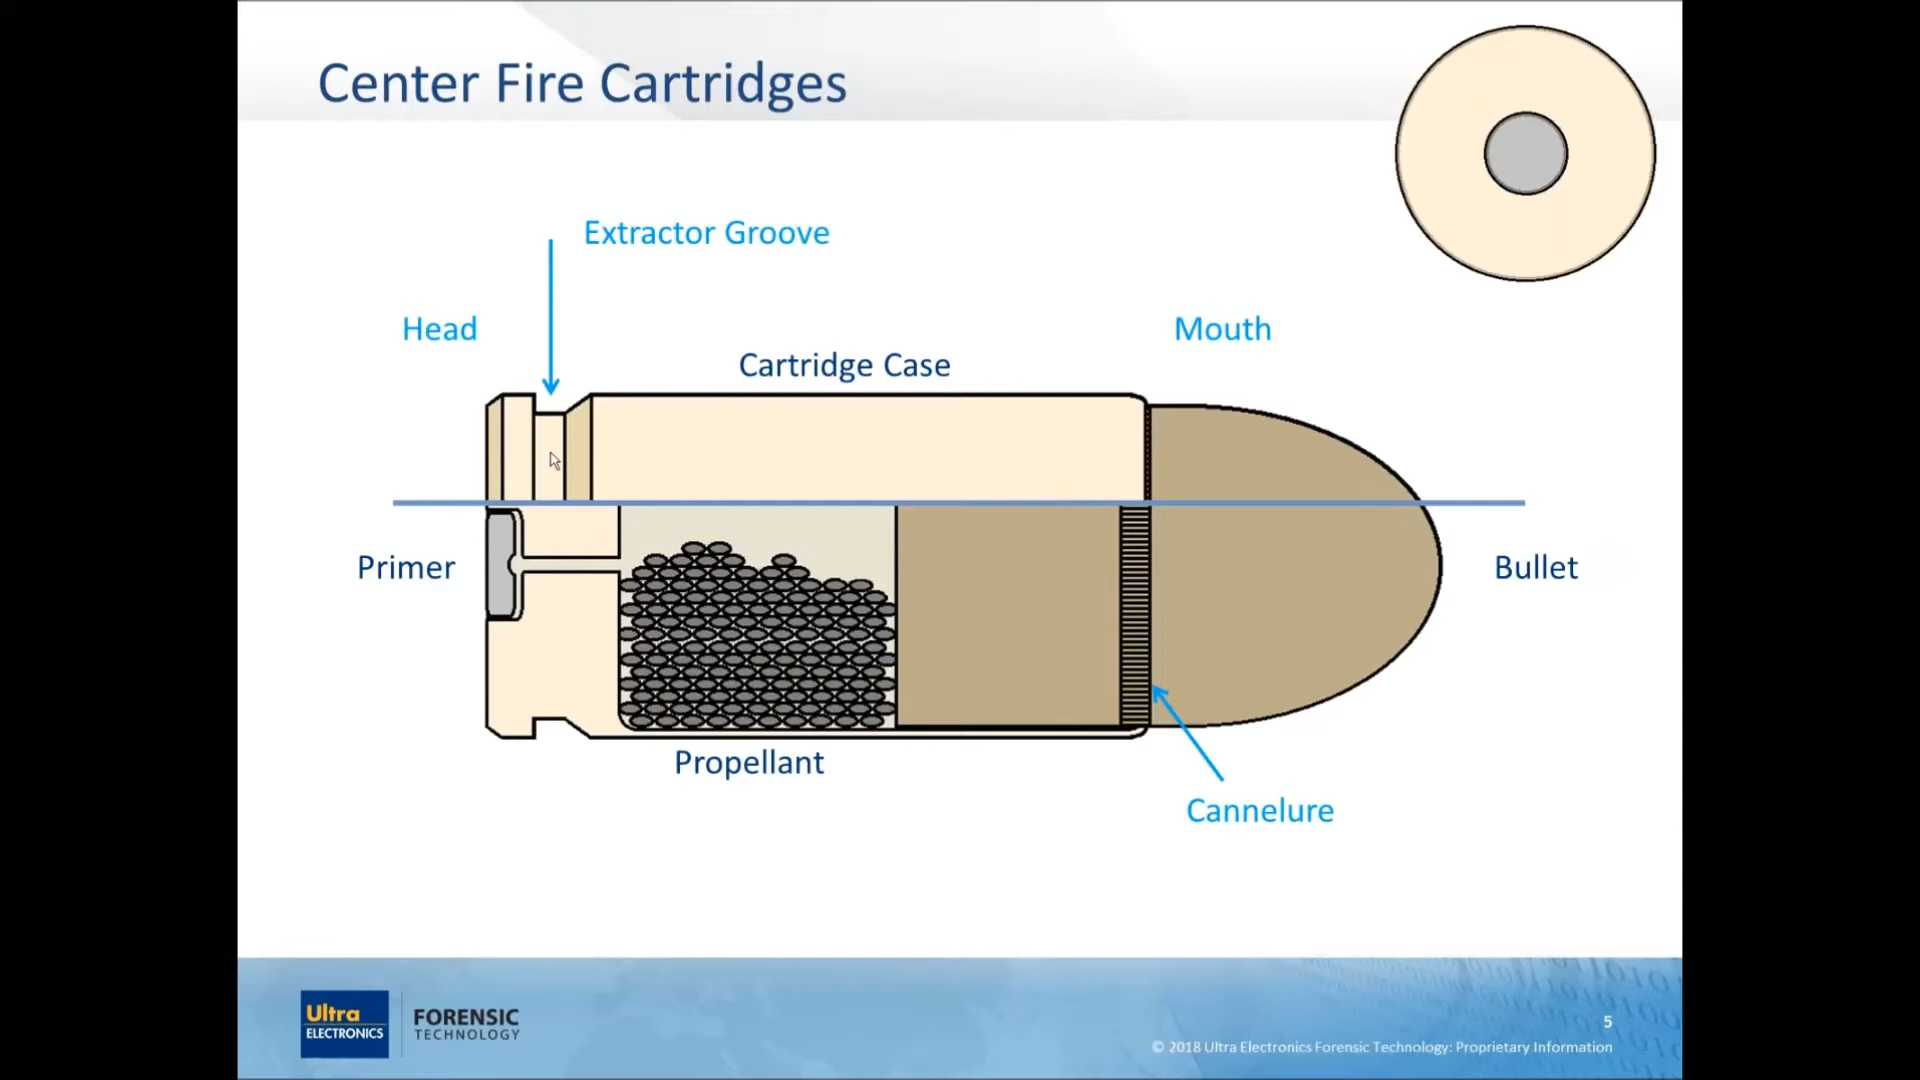 Center Fire Cartridges
Extractor Groove
Head
Mouth
Cartridge Case
Primer
Bullet
Propellant
Cannelure
Ultra
ELECTRONICS
FORENSIC
TECHNOLOGY
5
© 2018 Ultra Electronics Forensic Technology: Proprietary Information